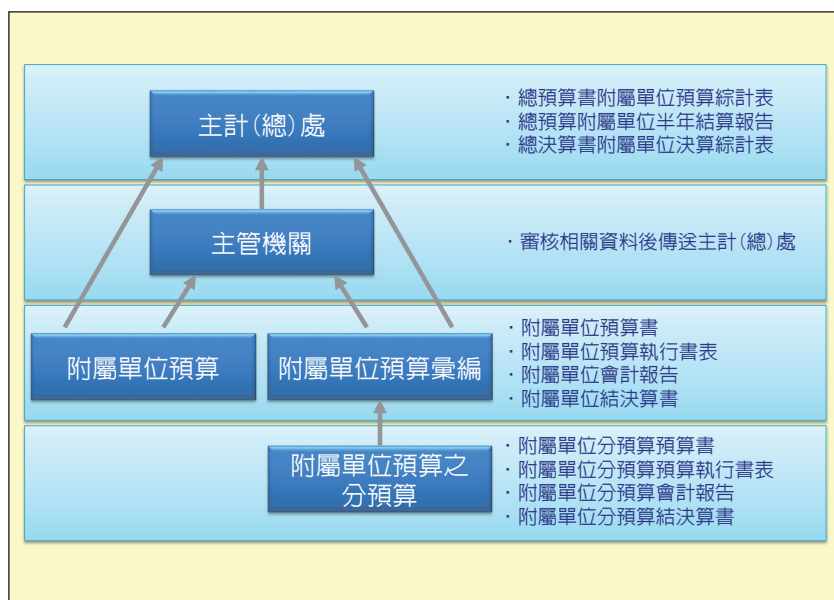 主計(總)處
・總預算書附屬單位預算綜計表
・總預算附屬單位半年結算報告
・總決算書附屬單位決算綜計表
主管機關
・審核相關資料後傳送主計(總)處
附屬單位預算
附屬單位預算彙編
・附屬單位預算書
・附屬單位預算執行書表
・附屬單位會計報告
・附屬單位結決算書
附屬單位預算之
分預算
・附屬單位分預算預算書
・附屬單位分預算預算執行書表
・附屬單位分預算會計報告
・附屬單位分預算結決算書